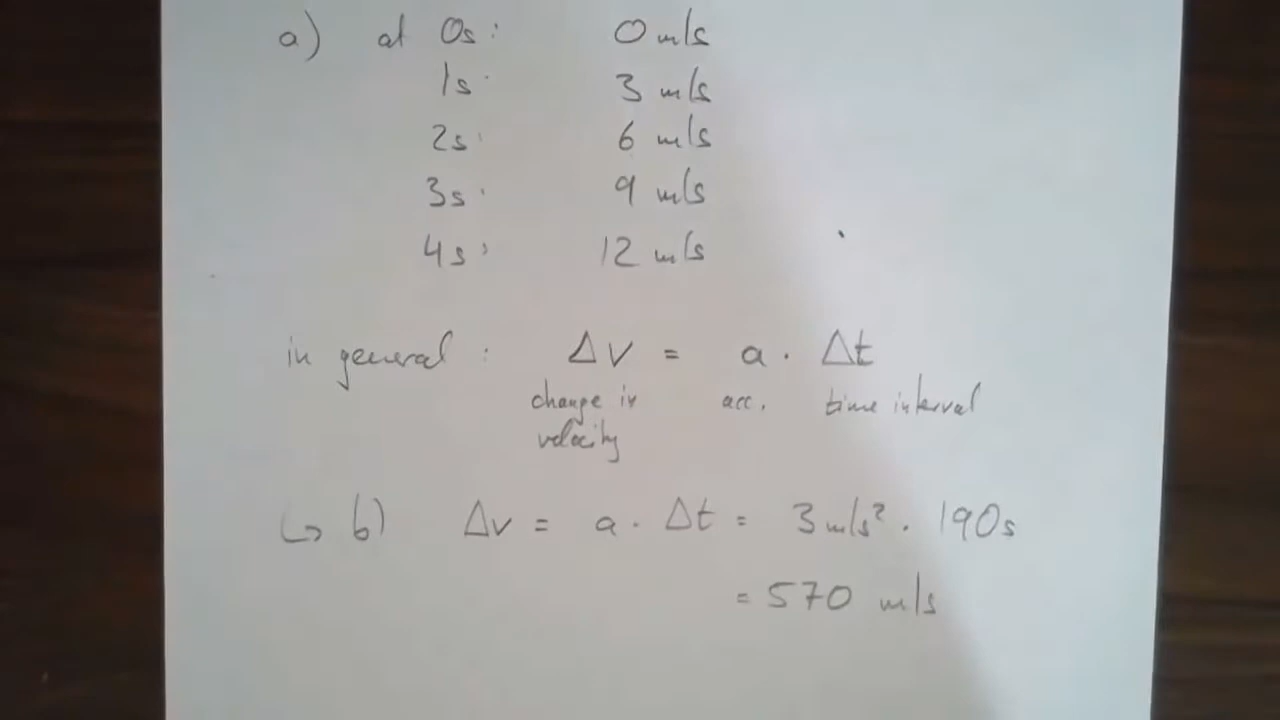 a) at 0s: 0 m/s
1s: 3 m/s
2s: 6 m/s
3s: 9 m/s
4s: 12 m/s
in general: Δv = a · Δt
change in velocity acc. time interval
↳ b) Δv = a · Δt = 3 m/s² · 190s
= 570 m/s